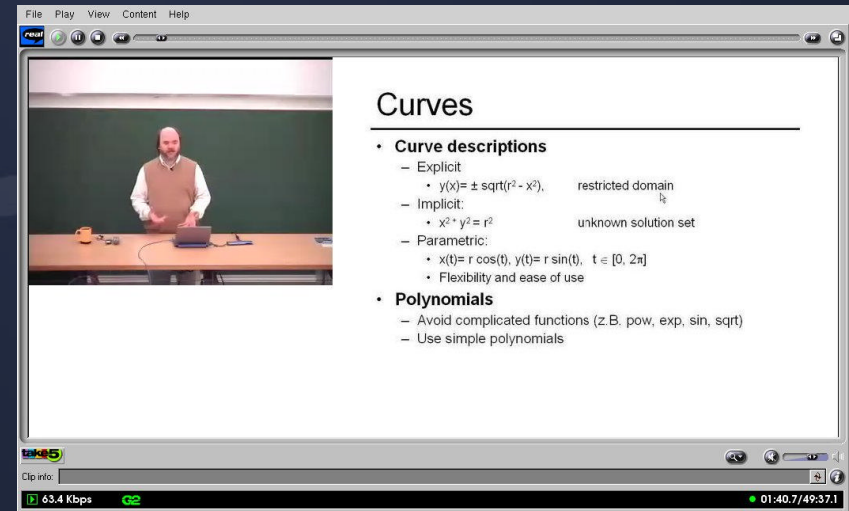 File Play View Content Help
real
Curves
• Curve descriptions
– Explicit
• y(x)= ± sqrt(r² - x²), restricted domain
– Implicit:
• x² + y² = r² unknown solution set
– Parametric:
• x(t)= r cos(t), y(t)= r sin(t), t ∈ [0, 2π]
• Flexibility and ease of use
• Polynomials
– Avoid complicated functions (z.B. pow, exp, sin, sqrt)
– Use simple polynomials
take5
Clip info:
63.4 Kbps G2 01:40.7/49:37.1